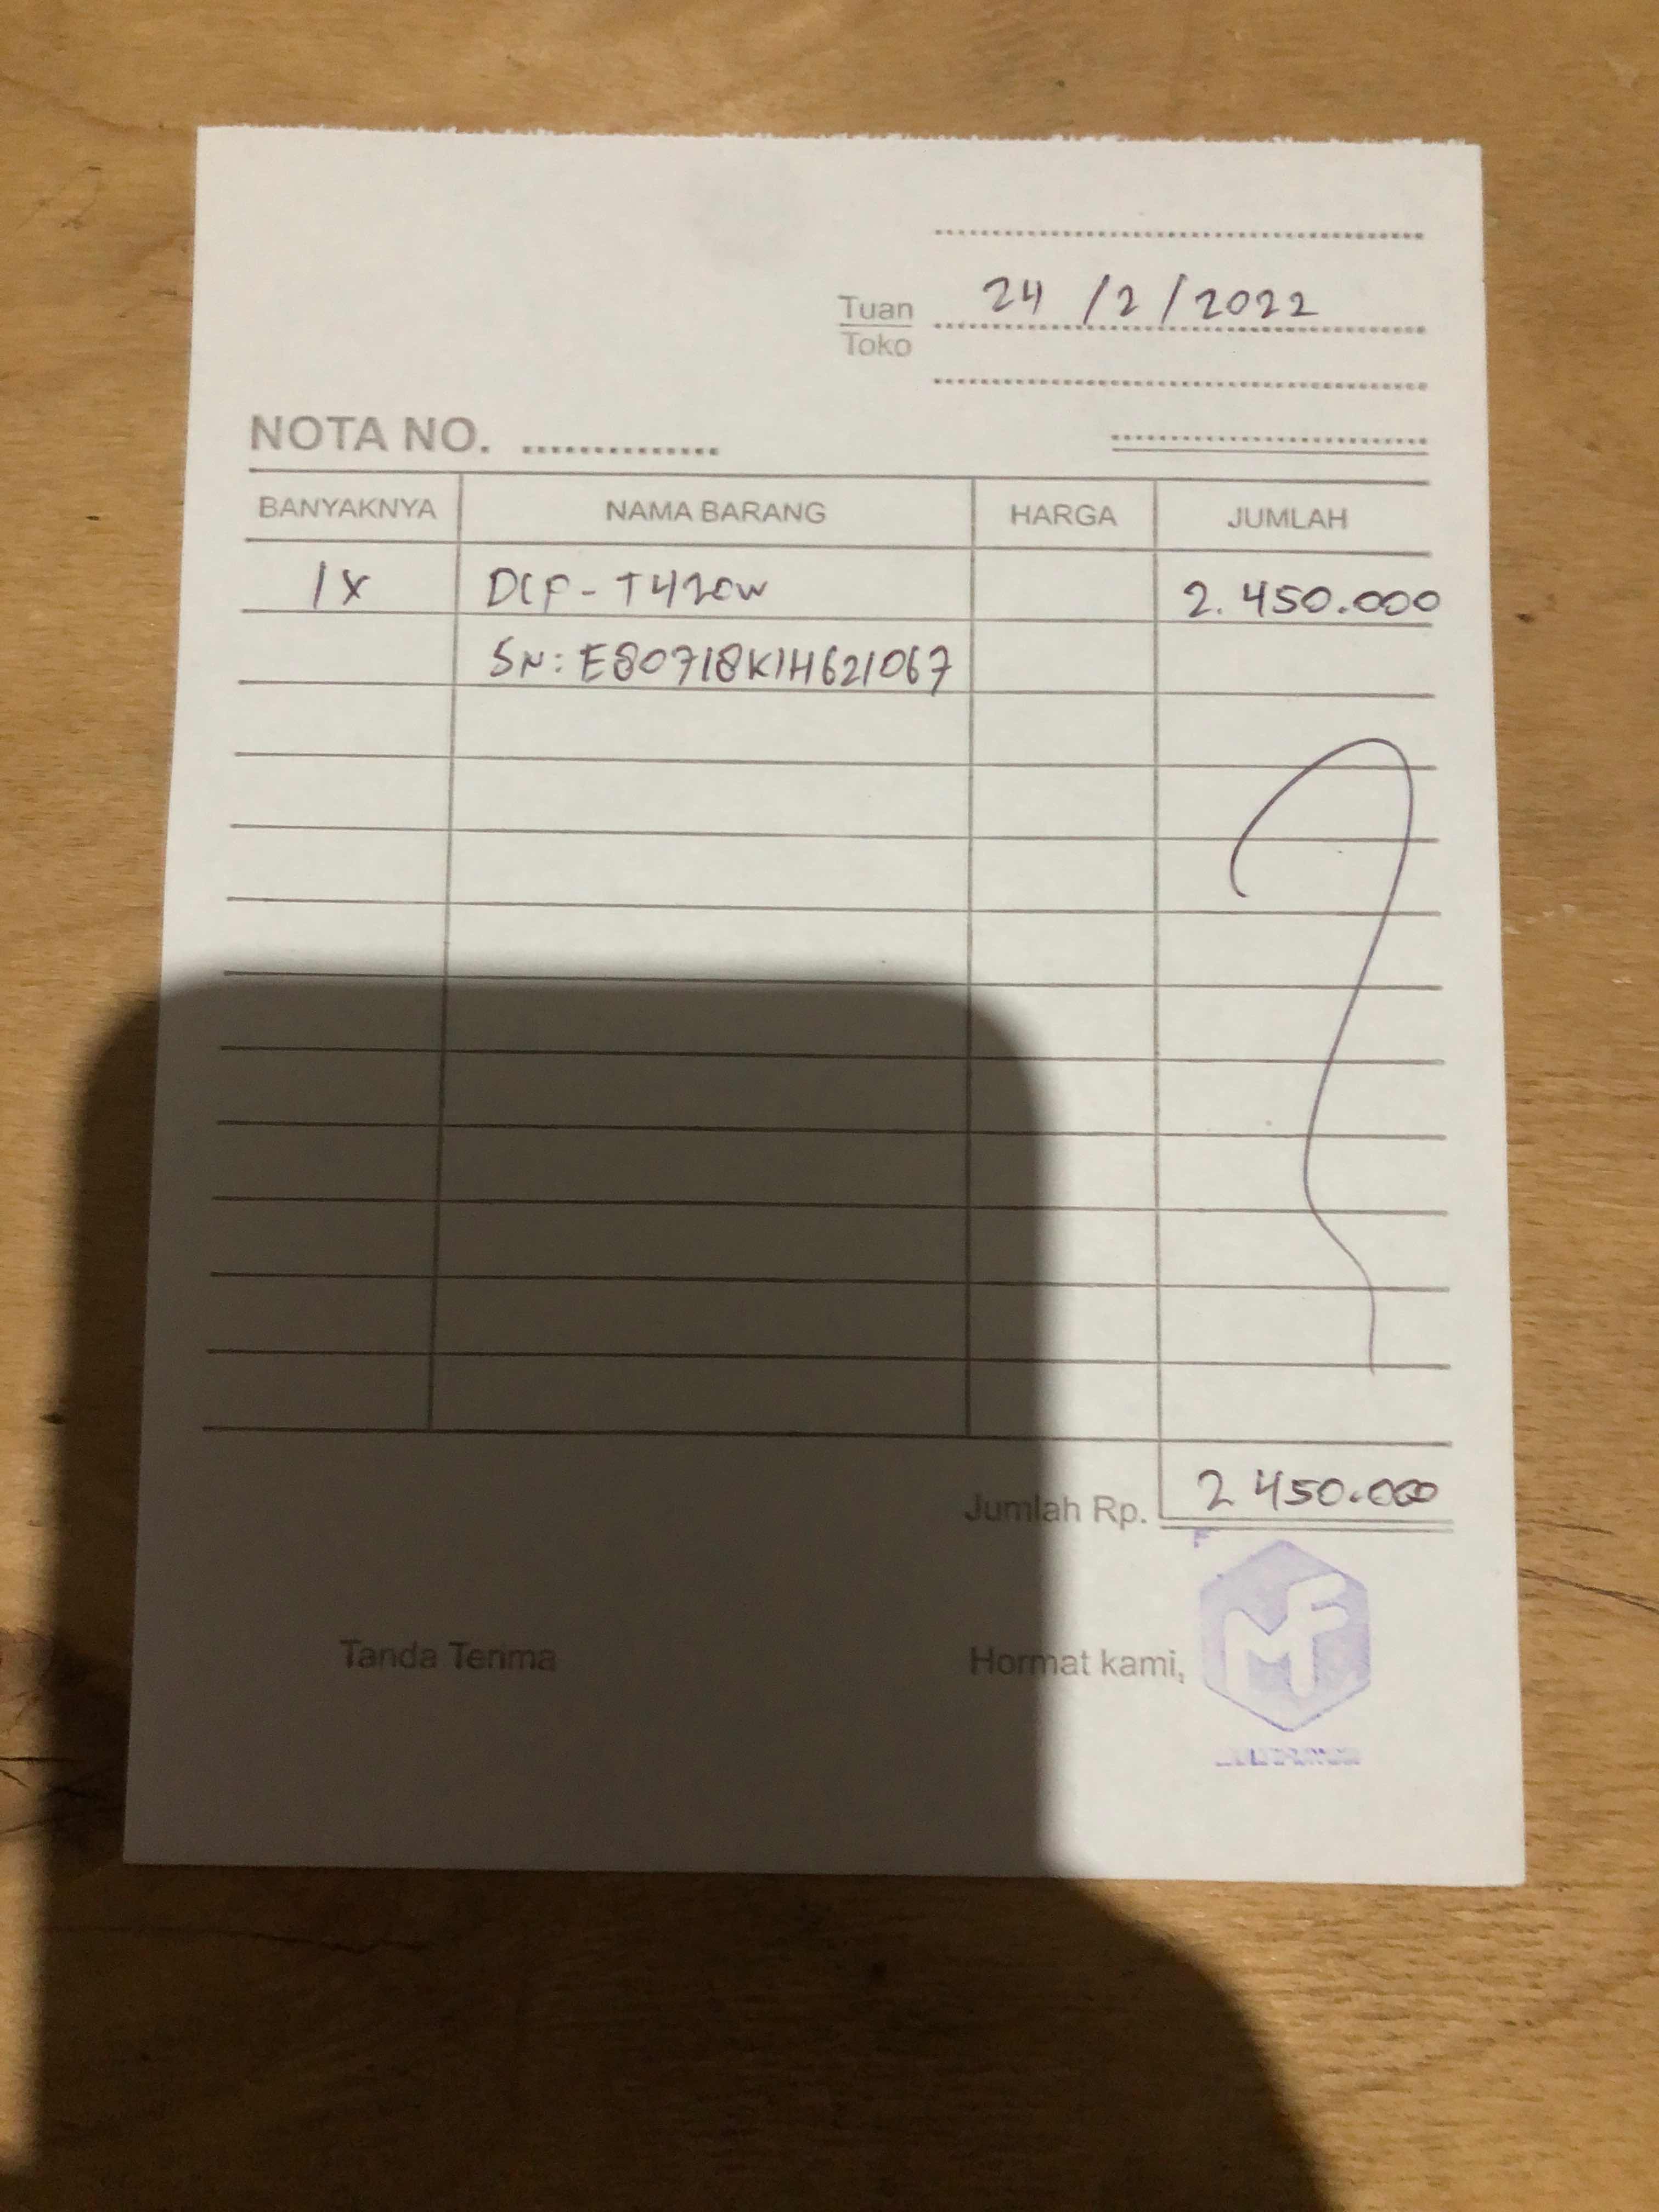 24/2/2022
Tuan
Toko
NOTA NO.
BANYAKNYA NAMA BARANG HARGA JUMLAH
1X DCP-T420W 2.450.000
SN: E80718K1H621067
Jumlah Rp. 2 450.000
Tanda Terima Hormat kami,
MF